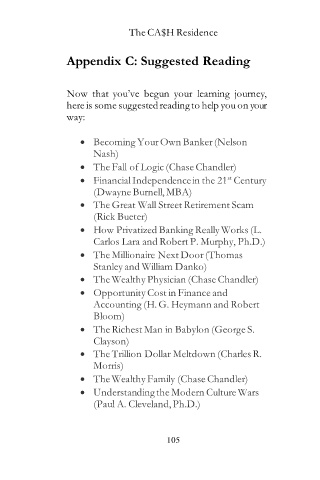 The CA$H Residence
Appendix C: Suggested Reading
Now that you've begun your learning journey,
here is some suggested reading to help you on your
way:
• Becoming Your Own Banker (Nelson
Nash)
• The Fall of Logic (Chase Chandler)
• Financial Independence in the 21st Century
(Dwayne Burnell, MBA)
• The Great Wall Street Retirement Scam
(Rick Bueter)
• How Privatized Banking Really Works (L.
Carlos Lara and Robert P. Murphy, Ph.D.)
• The Millionaire Next Door (Thomas
Stanley and William Danko)
• The Wealthy Physician (Chase Chandler)
• Opportunity Cost in Finance and
Accounting (H. G. Heymann and Robert
Bloom)
• The Richest Man in Babylon (George S.
Clayson)
• The Trillion Dollar Meltdown (Charles R.
Morris)
• The Wealthy Family (Chase Chandler)
• Understanding the Modern Culture Wars
(Paul A. Cleveland, Ph.D.)
105